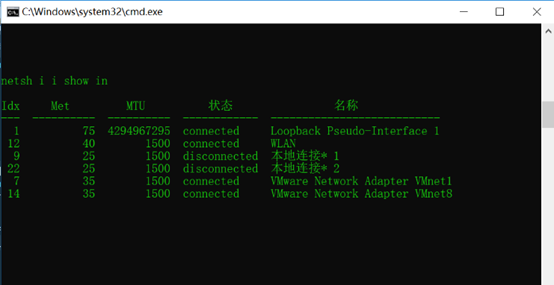 C:\Windows\system32\cmd.exe
netsh i i show in
Idx     Met         MTU          状态                名称
---  ----------  ----------  ------------  ---------------------------
  1          75  4294967295  connected     Loopback Pseudo-Interface 1
 12          40        1500  connected     WLAN
  9          25        1500  disconnected  本地连接* 1
 22          25        1500  disconnected  本地连接* 2
  7          35        1500  connected     VMware Network Adapter VMnet1
 14          35        1500  connected     VMware Network Adapter VMnet8